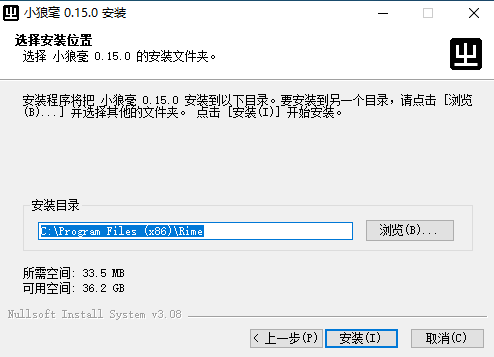 小狼毫 0.15.0 安装
选择安装位置
选择 小狼毫 0.15.0 的安装文件夹。
安装程序将把 小狼毫 0.15.0 安装到以下目录。要安装到另一个目录，请点击 [浏览
(B)...] 并选择其他的文件夹。 点击 [安装(I)] 开始安装。
安装目录
C:\Program Files (x86)\Rime
浏览(B)...
所需空间: 33.5 MB
可用空间: 36.2 GB
Nullsoft Install System v3.08
< 上一步(P)
安装(I)
取消(C)